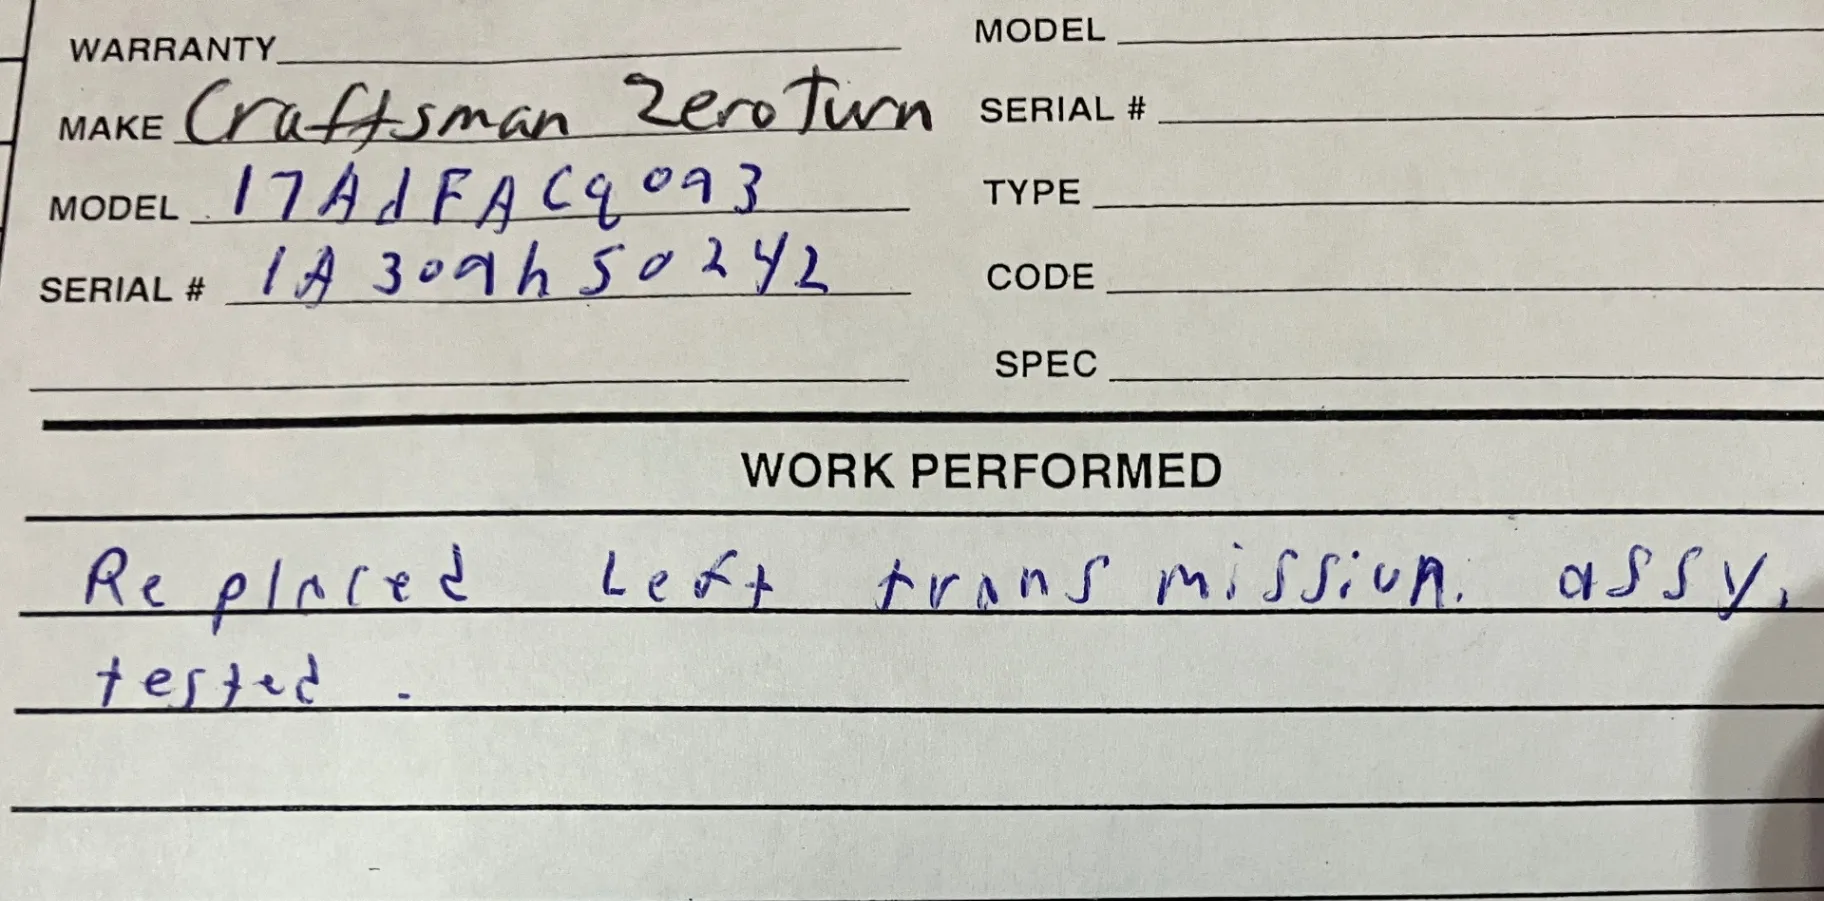 WARRANTY
MODEL
MAKE Craftsman Zero Turn
SERIAL #
MODEL 17AdFACq093
TYPE
SERIAL # 1A309h50242
CODE
SPEC
WORK PERFORMED
Replaced Left transmission. assy,
tested.